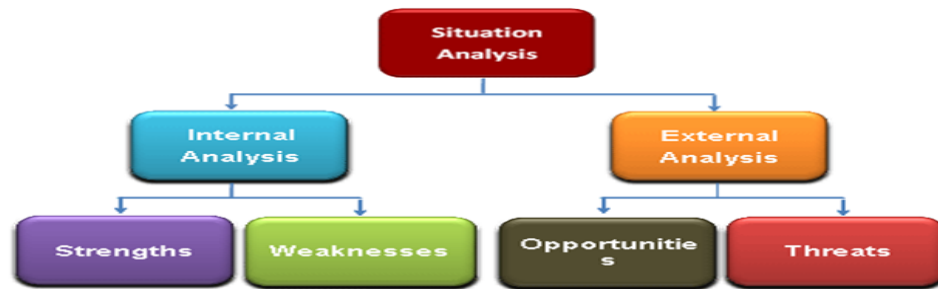 Situation
Analysis
Internal
Analysis
External
Analysis
Strengths
Weaknesses
Opportunitie
s
Threats